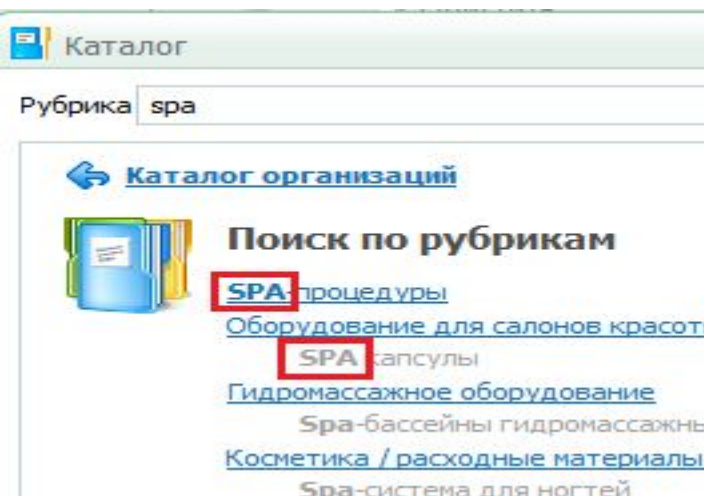 Каталог
Рубрика spa
Каталог организаций
Поиск по рубрикам
SPA-процедуры
Оборудование для салонов красот
SPA капсулы
Гидромассажное оборудование
Spa-бассейны гидромассажн
Косметика / расходные материалы
Spa-система для ногтей